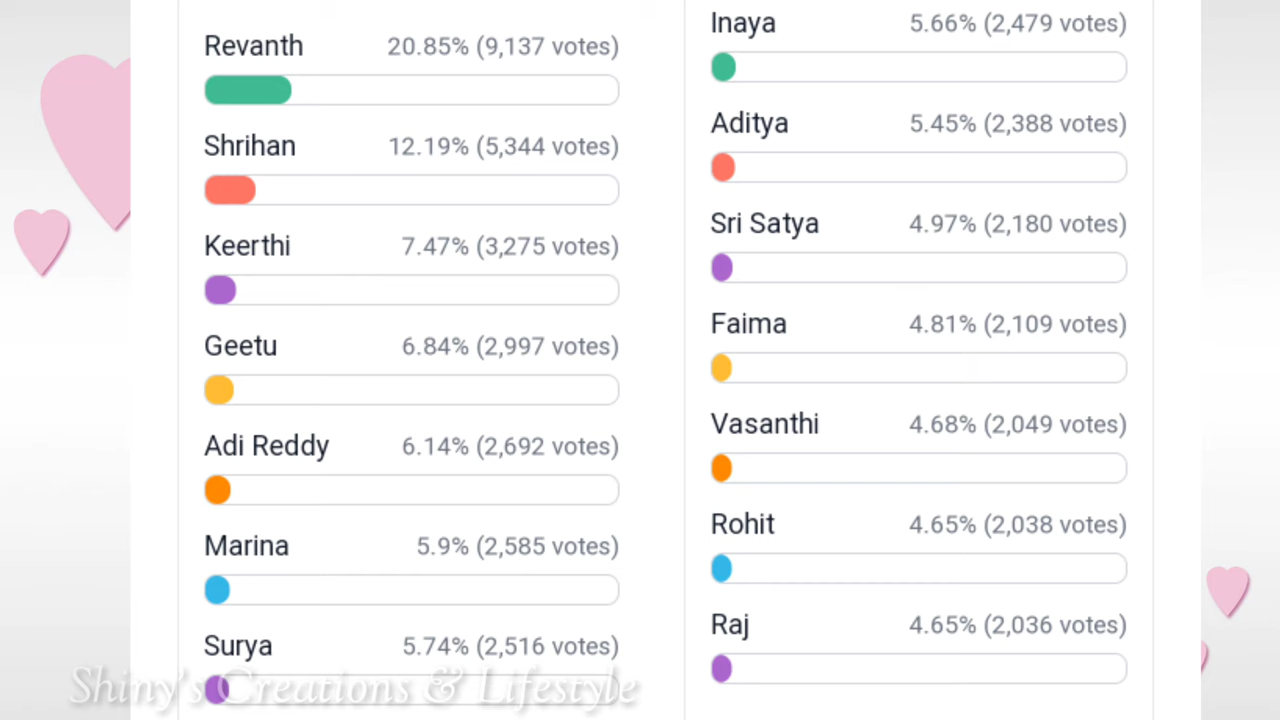 Revanth 20.85% (9,137 votes)
Shrihan 12.19% (5,344 votes)
Keerthi 7.47% (3,275 votes)
Geetu 6.84% (2,997 votes)
Adi Reddy 6.14% (2,692 votes)
Marina 5.9% (2,585 votes)
Surya 5.74% (2,516 votes)
Shiny's Creations & Lifestyle
Inaya 5.66% (2,479 votes)
Aditya 5.45% (2,388 votes)
Sri Satya 4.97% (2,180 votes)
Faima 4.81% (2,109 votes)
Vasanthi 4.68% (2,049 votes)
Rohit 4.65% (2,038 votes)
Raj 4.65% (2,036 votes)